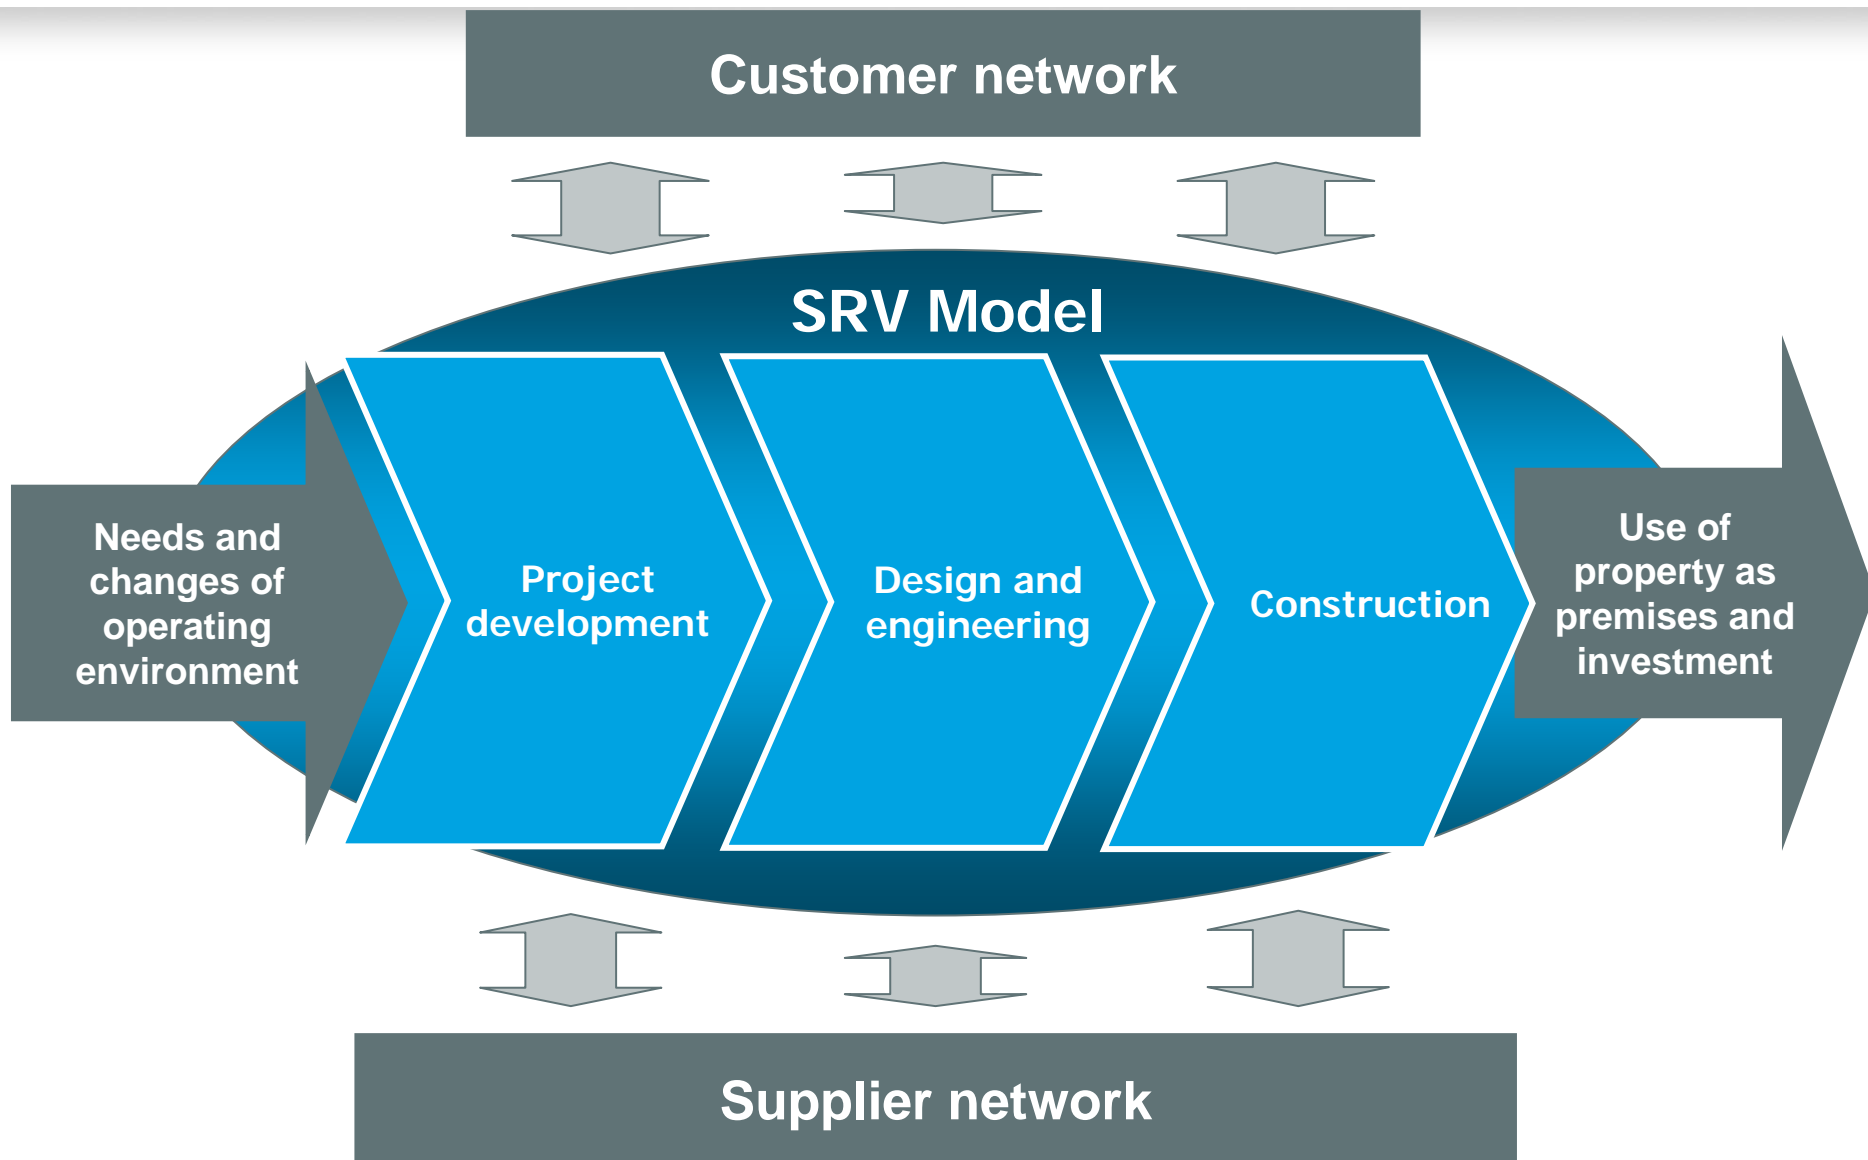 Customer network
SRV Model
Needs and
changes of
operating
environment
Project
development
Design and
engineering
Construction
Use of
property as
premises and
investment
Supplier network